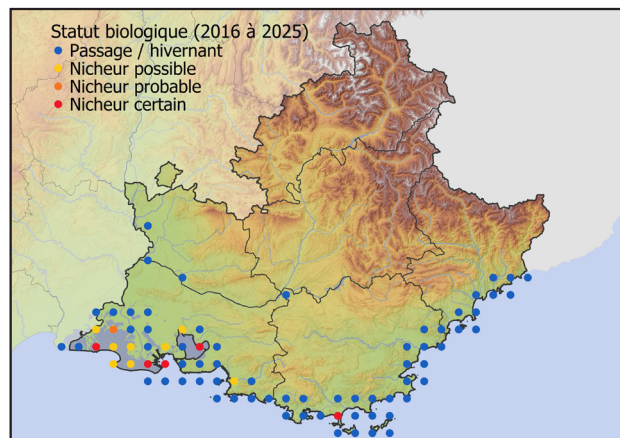 Statut biologique (2016 à 2025)
Passage / hivernant
Nicheur possible
Nicheur probable
Nicheur certain